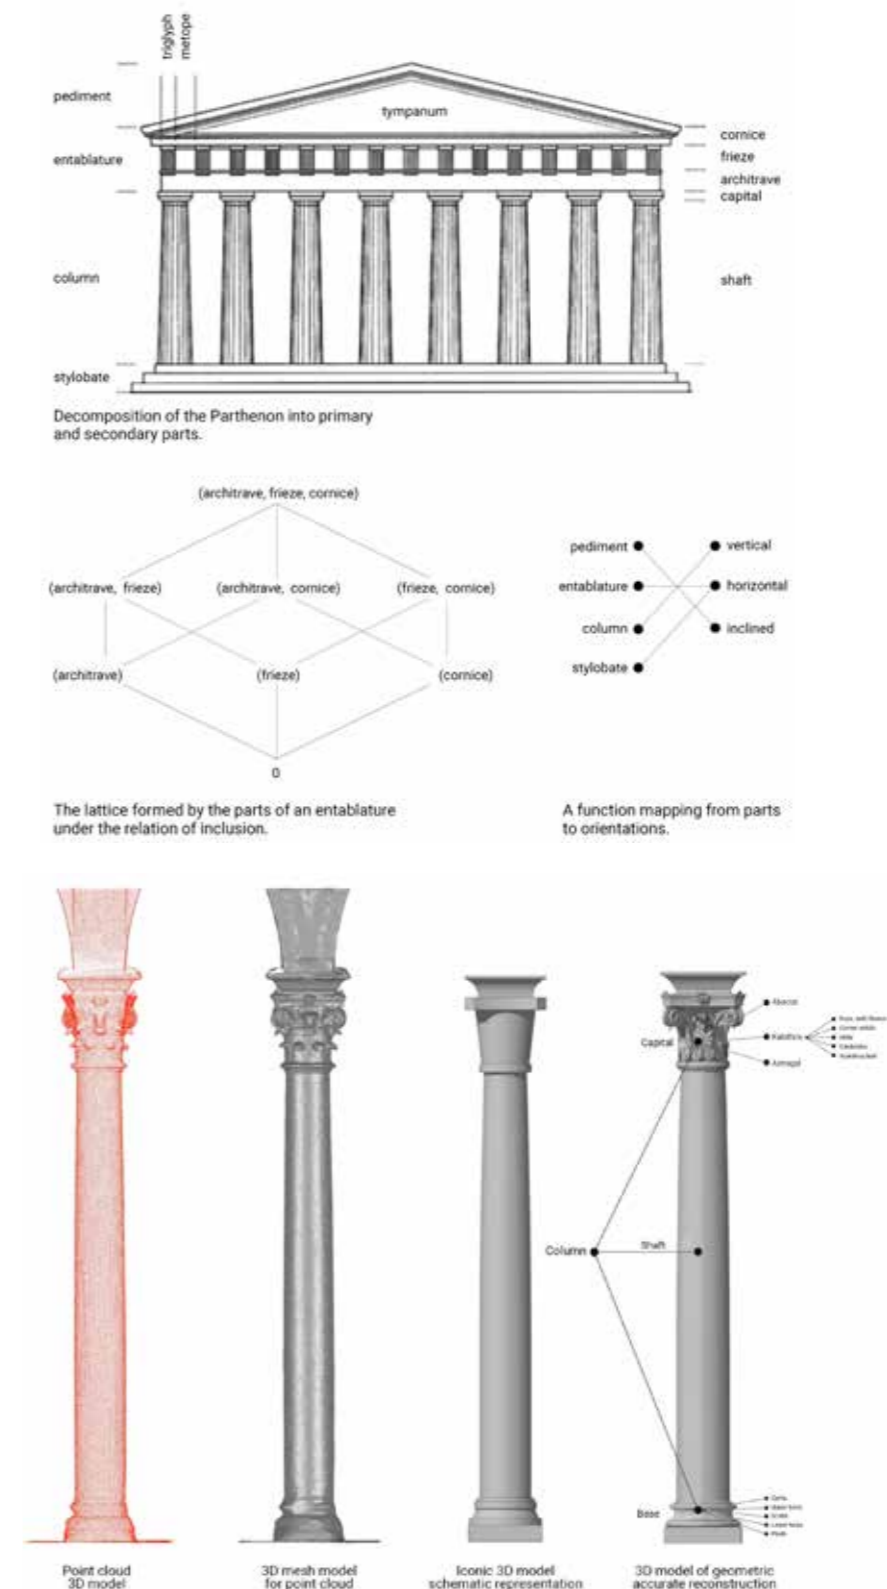 triglyph
metope
pediment
tympanum
cornice
entablature
frieze
architrave
capital
column
shaft
stylobate
Decomposition of the Parthenon into primary
and secondary parts.
(architrave, frieze, cornice)
(architrave, frieze)
(architrave, cornice)
(frieze, cornice)
(architrave)
(frieze)
(cornice)
0
The lattice formed by the parts of an entablature
under the relation of inclusion.
pediment
vertical
entablature
horizontal
column
inclined
stylobate
A function mapping from parts
to orientations.
Abacus
Capital
Kalathos
Astragal
Column
Shaft
Base
Point cloud
3D model
3D mesh model
for point cloud
Iconic 3D model
schematic representation
3D model of geometric
accurate reconstruction